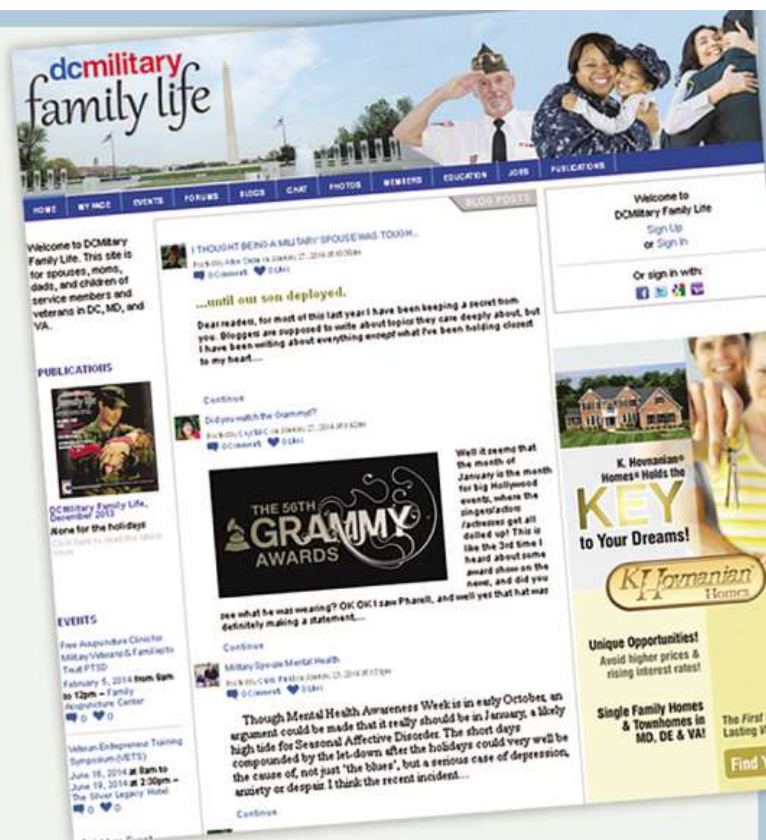 dcmilitary
family life
HOME MY PAGE EVENTS FORUMS BLOGS CHAT PHOTOS MEMBERS EDUCATION JOBS PUBLICATIONS
Welcome to DCMilitary
Family Life. This site is
for spouses, moms,
dads, and children of
service members and
veterans in DC, MD, and
VA.
PUBLICATIONS
family life
DCMilitary Family Life,
December 2013
Alone for the holidays
Click here to read the latest
issue
EVENTS
Free Acupuncture Clinic for
Military Veterans & Families to
Treat PTSD
February 5, 2014 from 9am
to 12pm – Family
Acupuncture Center
0 0
Veteran Entrepreneur Training
Symposium (VETS)
June 18, 2014 at 8am to
June 19, 2014 at 2:30pm –
The Silver Legacy Hotel
0 0
BLOG POSTS
I THOUGHT BEING A MILITARY SPOUSE WAS TOUGH...
0 Comments 0 Likes
...until our son deployed.
Dear readers, for most of this last year I have been keeping a secret from
you. Bloggers are supposed to write about topics they care deeply about, but
I have been writing about everything except what I've been holding closest
to my heart....
Continue
Did you watch the Grammys!?
0 Comments 0 Likes
THE 56TH
GRAMMY
AWARDS
Well it seems that
the month of
January is the month
for big Hollywood
events, where the
singers/actors
/actresses get all
dolled up! This is
like the 3rd time I
heard about some
award show on the
news, and did you
see what he was wearing? OK OK I saw Pharell, and well yes that hat was
definitely making a statement,...
Continue
Military Spouse Mental Health
0 Comments 0 Likes
Though Mental Health Awareness Week is in early October, an
argument could be made that it really should be in January, a likely
high tide for Seasonal Affective Disorder. The short days
compounded by the let-down after the holidays could very well be
the cause of, not just "the blues", but a serious case of depression,
anxiety or despair. I think the recent incident...
Continue
Welcome to
DCMilitary Family Life
Sign Up
or Sign In
Or sign in with:
K. Hovnanian®
Homes® Holds the
KEY
to Your Dreams!
K. Hovnanian®
Homes
Unique Opportunities!
Avoid higher prices &
rising interest rates!
Single Family Homes
& Townhomes in
MD, DE & VA!
The First
Lasting
Find